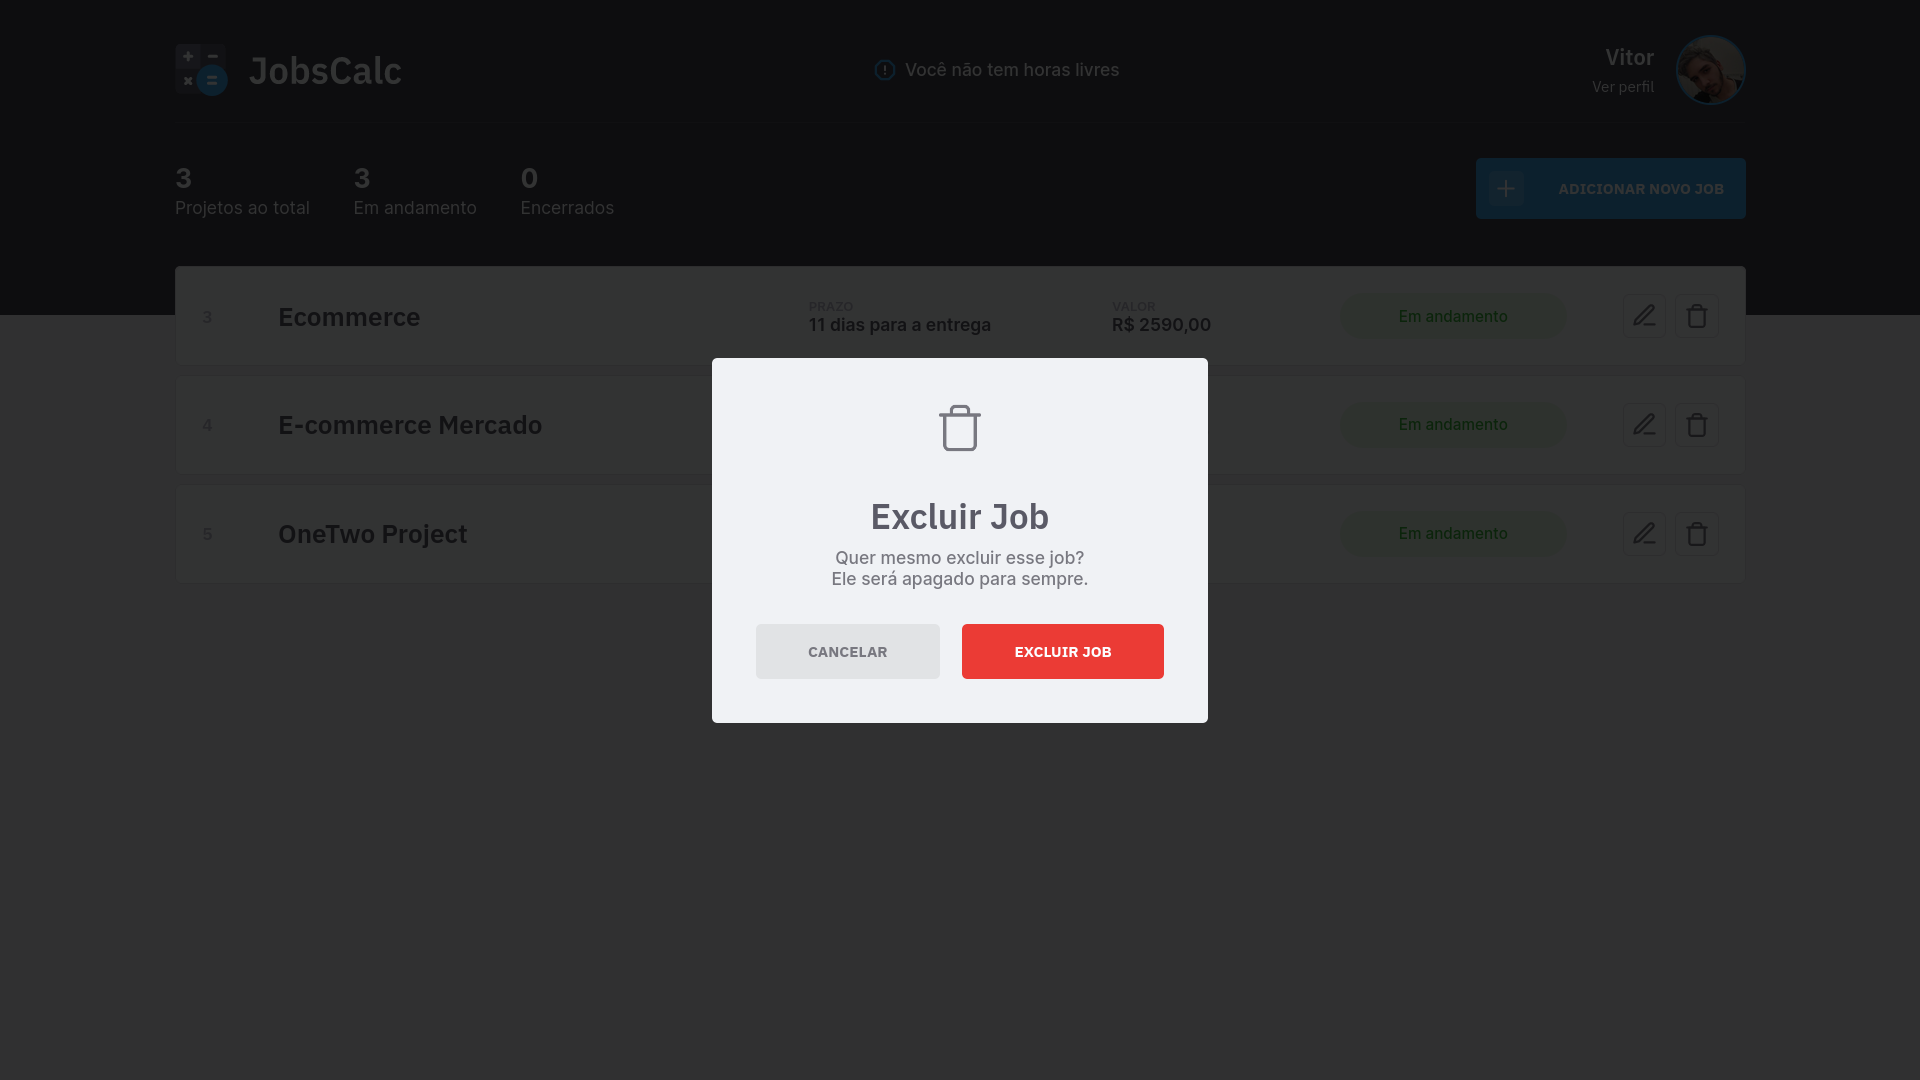 JobsCalc
Você não tem horas livres
Vitor
Ver perfil
3
Projetos ao total
3
Em andamento
0
Encerrados
ADICIONAR NOVO JOB
3
Ecommerce
PRAZO
11 dias para a entrega
VALOR
R$ 2590,00
Em andamento
4
E-commerce Mercado
Em andamento
5
OneTwo Project
Em andamento
Excluir Job
Quer mesmo excluir esse job?
Ele será apagado para sempre.
CANCELAR
EXCLUIR JOB